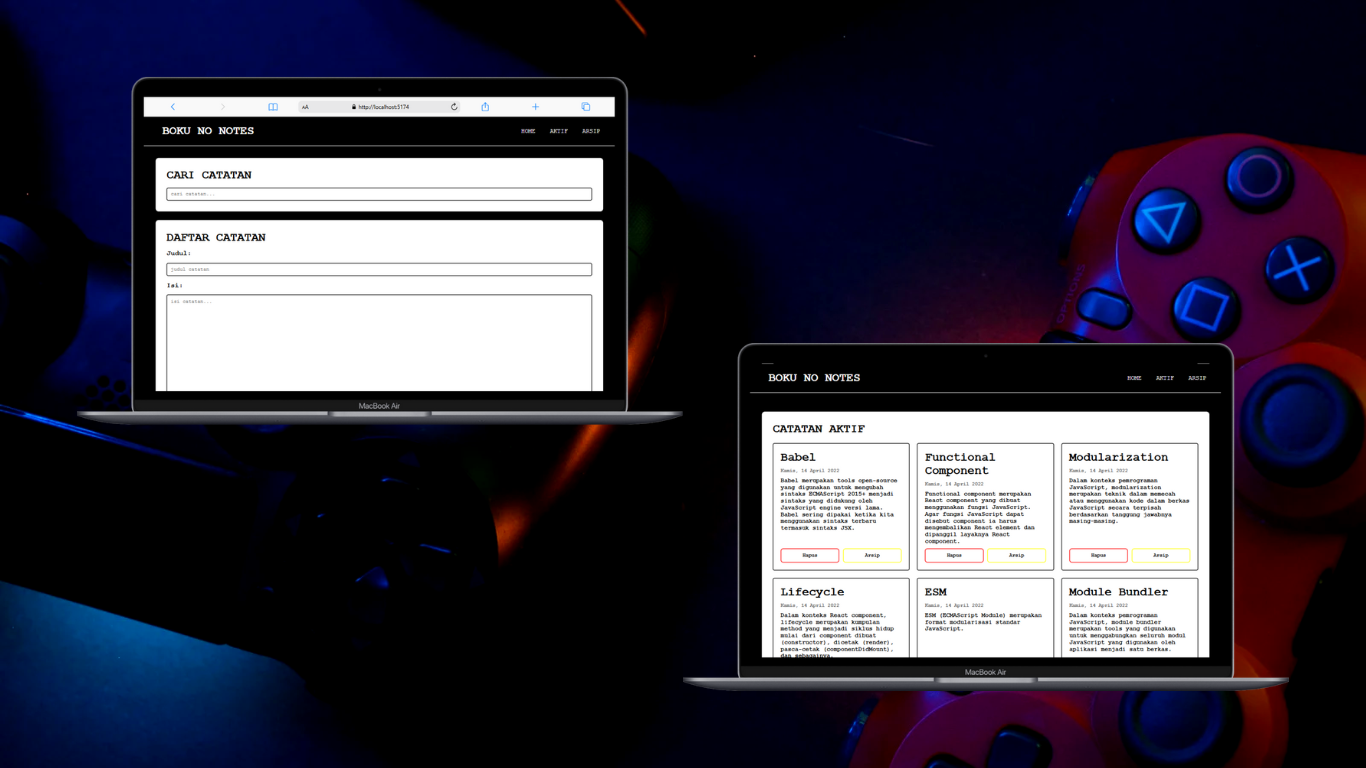 http://localhost:5174
BOKU NO NOTES
HOME AKTIF ARSIP
CARI CATATAN
cari catatan...
DAFTAR CATATAN
Judul:
judul catatan
Isi:
isi catatan...
MacBook Air
BOKU NO NOTES
HOME AKTIF ARSIP
CATATAN AKTIF
Babel
Kamis, 14 April 2022
Babel merupakan tools open-source
yang digunakan untuk mengubah
sintaks ECMAScript 2015+ menjadi
sintaks yang didukung oleh
JavaScript engine versi lama.
Babel sering dipakai ketika kita
menggunakan sintaks terbaru
termasuk sintaks JSX.
Hapus Arsip
Functional
Component
Kamis, 14 April 2022
Functional component merupakan
React component yang dibuat
menggunakan fungsi JavaScript.
Agar fungsi JavaScript dapat
disebut component ia harus
mengembalikan React element dan
dipanggil layaknya React
component.
Hapus Arsip
Modularization
Kamis, 14 April 2022
Dalam konteks pemrograman
JavaScript, modularization
merupakan teknik dalam memecah
atau menggunakan kode dalam berkas
JavaScript secara terpisah
berdasarkan tanggung jawabnya
masing-masing.
Hapus Arsip
Lifecycle
Kamis, 14 April 2022
Dalam konteks React component,
lifecycle merupakan kumpulan
method yang menjadi siklus hidup
mulai dari component dibuat
(constructor), dicetak (render),
pasca-cetak (componentDidMount),
dan sebagainya.
ESM
Kamis, 14 April 2022
ESM (ECMAScript Module) merupakan
format modularisasi standar
JavaScript.
Module Bundler
Kamis, 14 April 2022
Dalam konteks pemrograman
JavaScript, module bundler
merupakan tools yang digunakan
untuk menggabungkan seluruh modul
JavaScript yang digunakan oleh
aplikasi menjadi satu berkas.
MacBook Air
OPTIONS